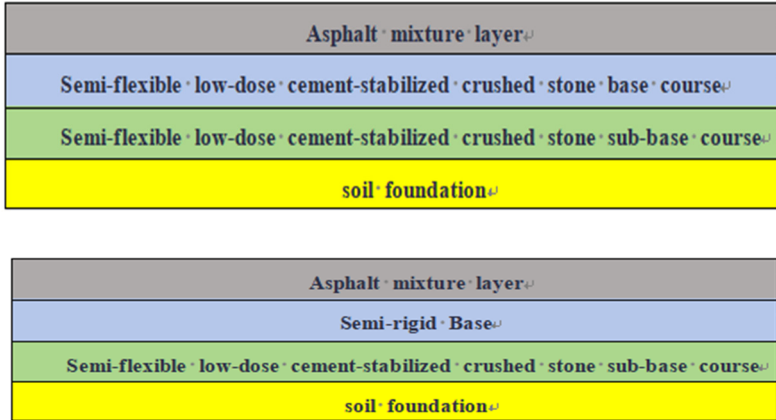 Asphalt mixture layer
Semi-flexible low-dose cement-stabilized crushed stone base course
Semi-flexible low-dose cement-stabilized crushed stone sub-base course
soil foundation
Asphalt mixture layer
Semi-rigid Base
Semi-flexible low-dose cement-stabilized crushed stone sub-base course
soil foundation